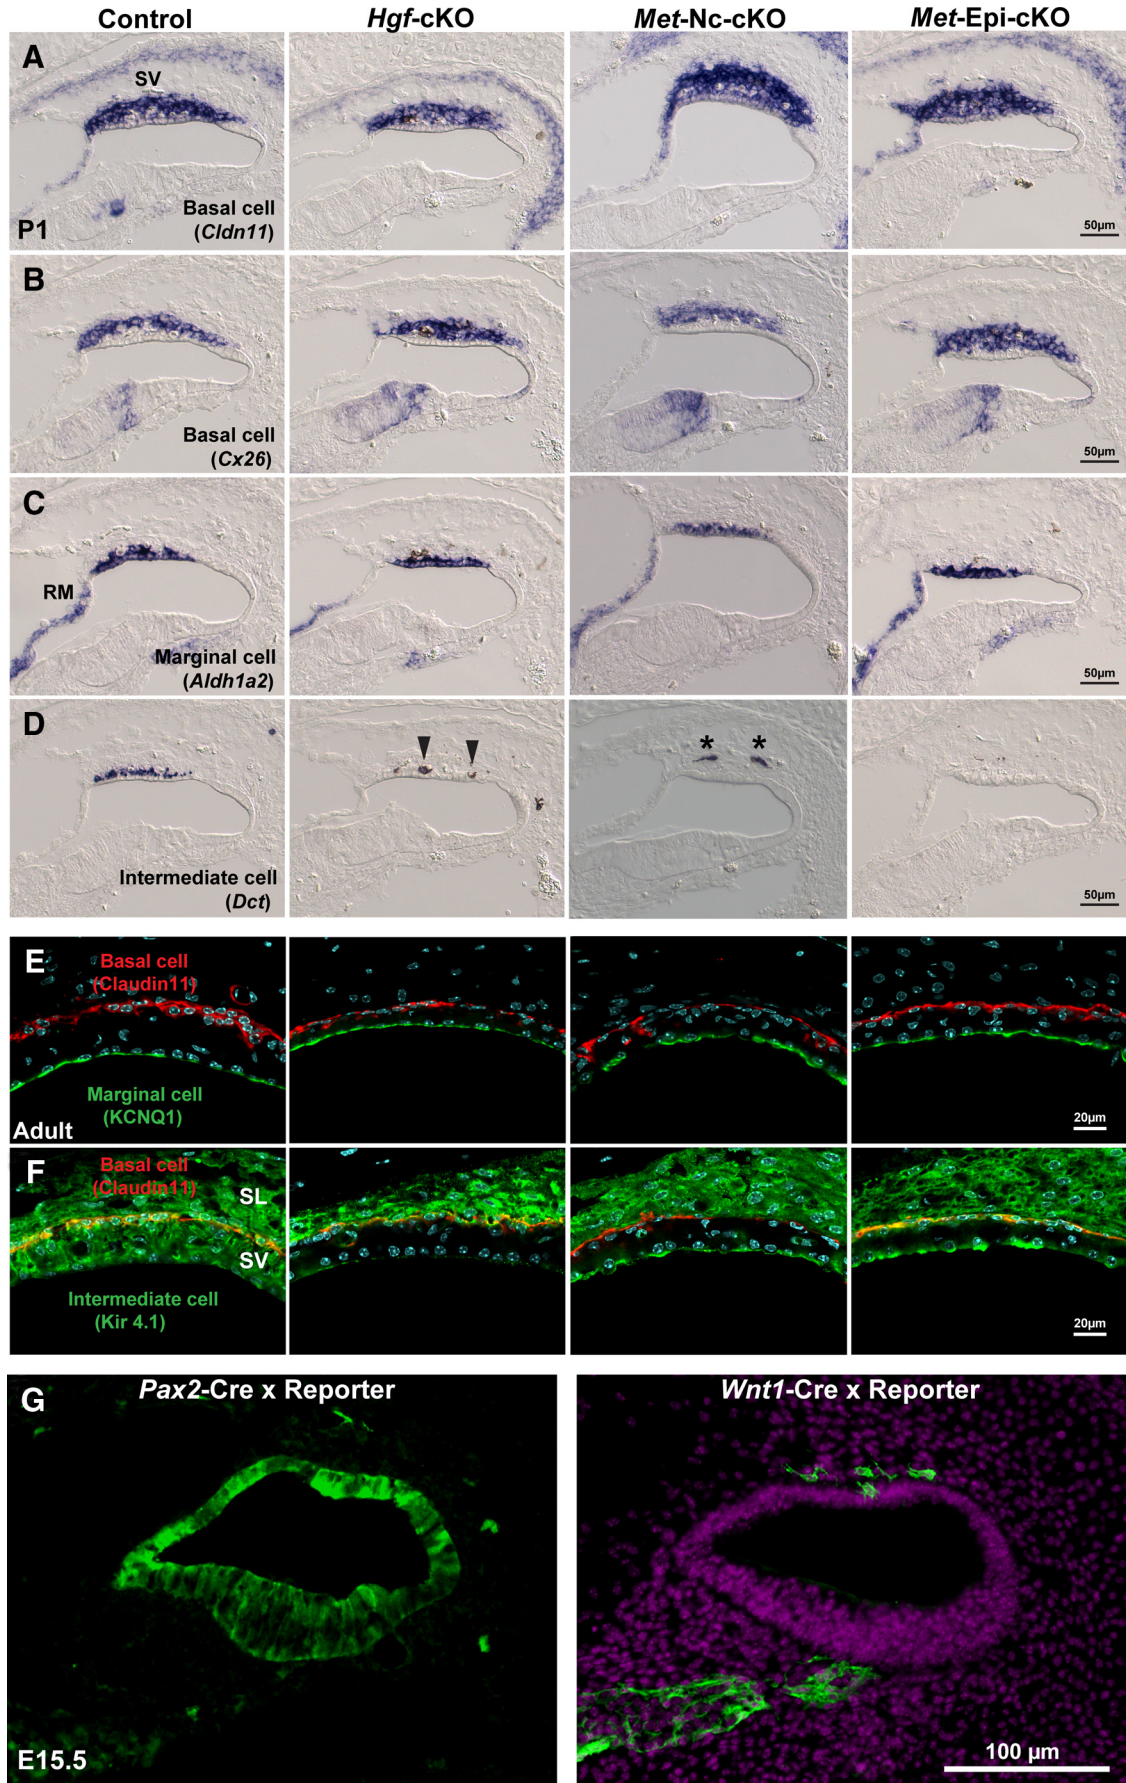 Control
Hgf-cKO
Met-Nc-cKO
Met-Epi-cKO
A
SV
Basal cell
(Cldn11)
P1
50µm
B
Basal cell
(Cx26)
50µm
C
RM
Marginal cell
(Aldh1a2)
50µm
D
* *
Intermediate cell
(Dct)
50µm
E
Basal cell
(Claudin11)
Marginal cell
(KCNQ1)
Adult
20µm
F
Basal cell
(Claudin11)
SL
SV
Intermediate cell
(Kir 4.1)
20µm
G
Pax2-Cre x Reporter
Wnt1-Cre x Reporter
E15.5
100 µm